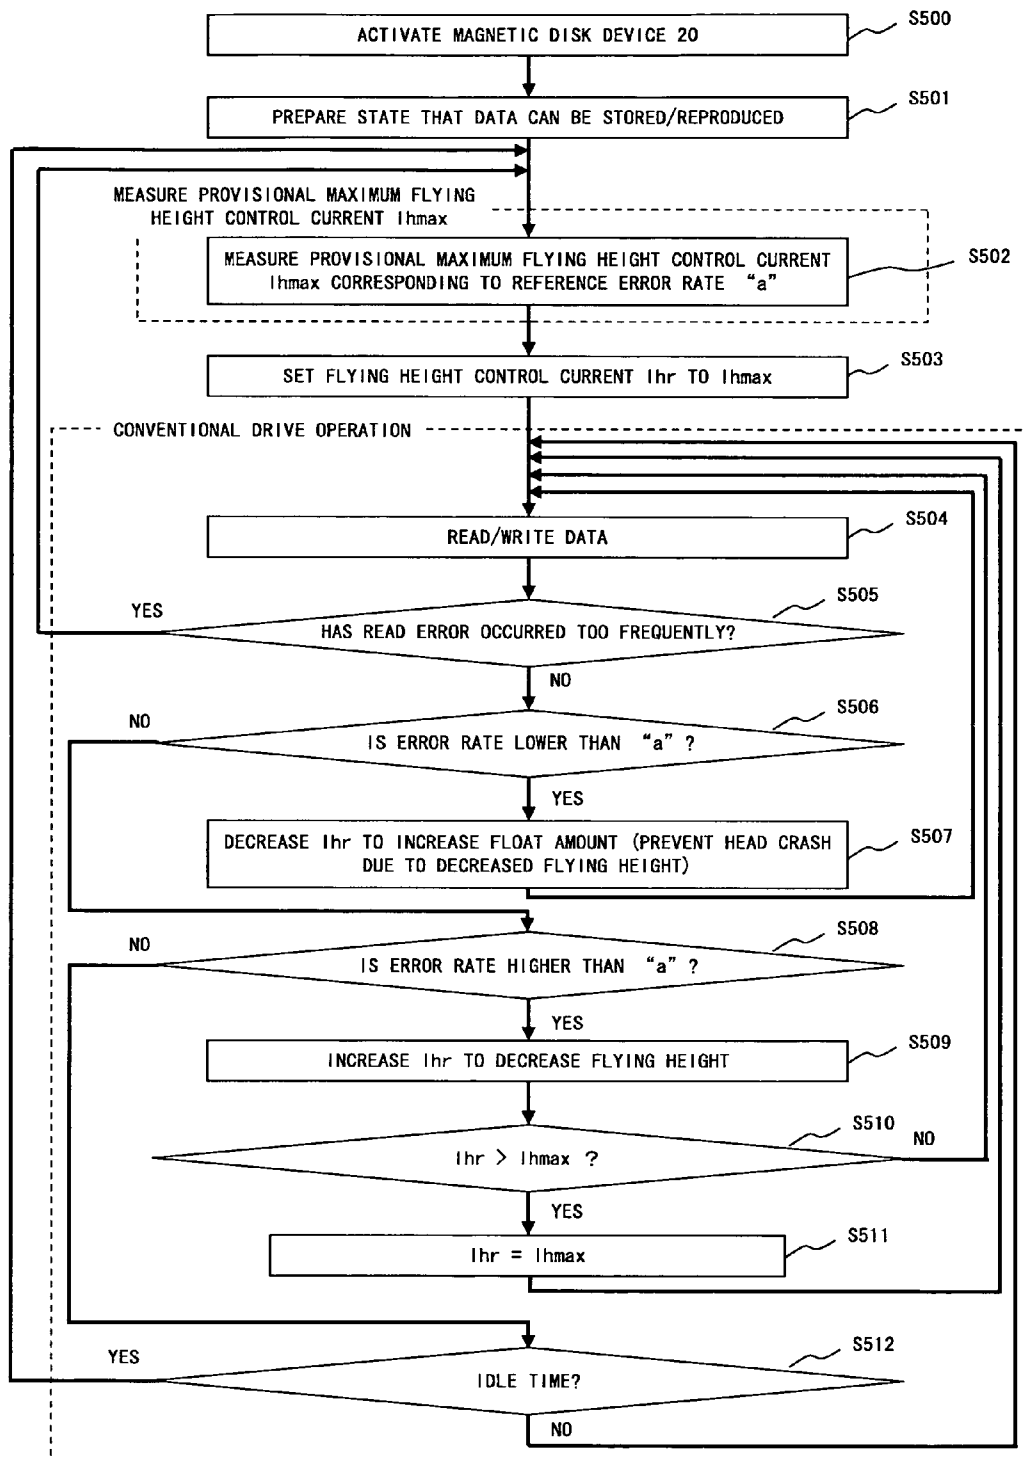 S500
ACTIVATE MAGNETIC DISK DEVICE 20
S501
PREPARE STATE THAT DATA CAN BE STORED/REPRODUCED
MEASURE PROVISIONAL MAXIMUM FLYING
HEIGHT CONTROL CURRENT Ihmax
S502
MEASURE PROVISIONAL MAXIMUM FLYING HEIGHT CONTROL CURRENT
Ihmax CORRESPONDING TO REFERENCE ERROR RATE “a”
S503
SET FLYING HEIGHT CONTROL CURRENT Ihr TO Ihmax
CONVENTIONAL DRIVE OPERATION
S504
READ/WRITE DATA
S505
YES
HAS READ ERROR OCCURRED TOO FREQUENTLY?
NO
S506
NO
IS ERROR RATE LOWER THAN “a” ?
YES
S507
DECREASE Ihr TO INCREASE FLOAT AMOUNT (PREVENT HEAD CRASH
DUE TO DECREASED FLYING HEIGHT)
S508
NO
IS ERROR RATE HIGHER THAN “a” ?
YES
S509
INCREASE Ihr TO DECREASE FLYING HEIGHT
S510
NO
Ihr > Ihmax ?
YES
S511
Ihr = Ihmax
S512
YES
IDLE TIME?
NO